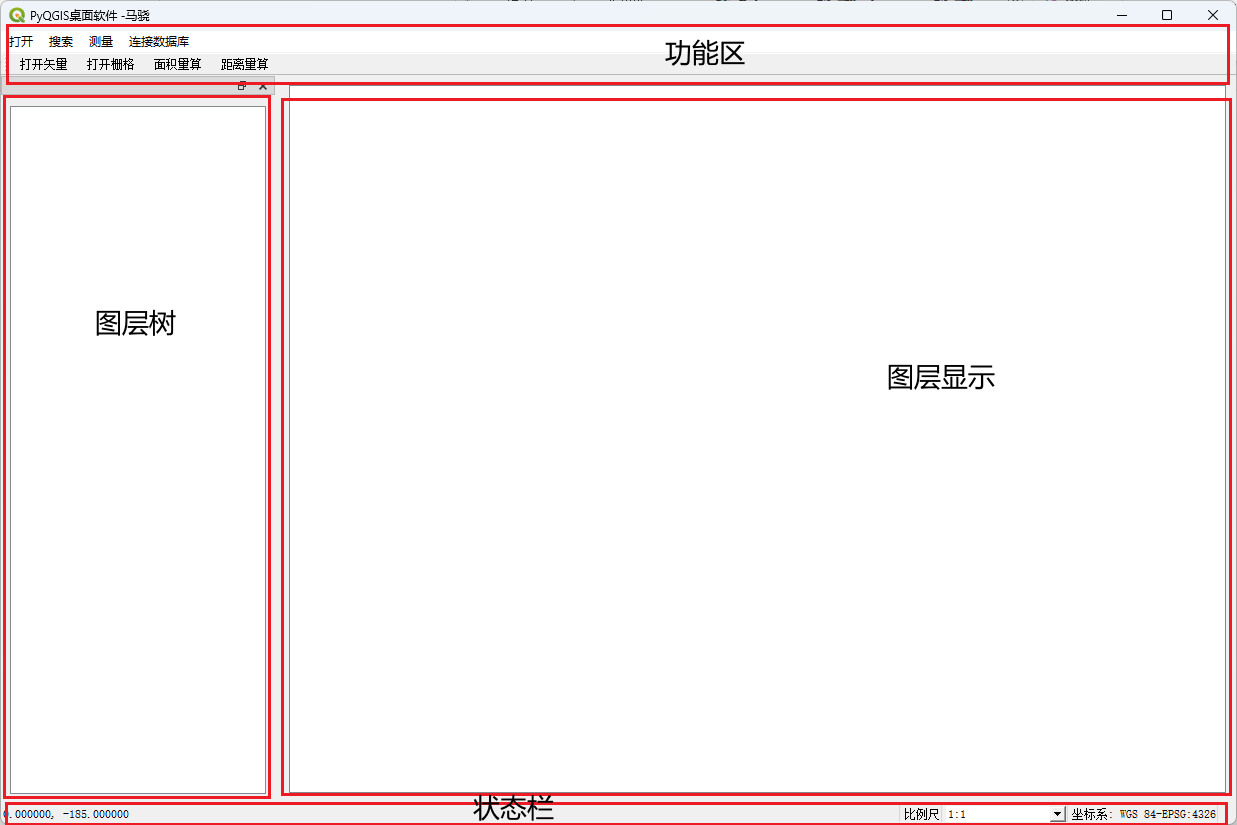 PyQGIS桌面软件 -马骁
打开 搜索 测量 连接数据库
功能区
打开矢量 打开栅格 面积量算 距离量算
图层树
图层显示
状态栏
.000000, -185.000000 比例尺 1:1 坐标系: WGS 84-EPSG:4326